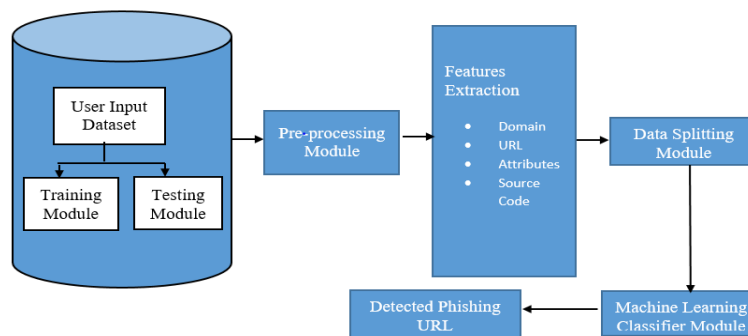 User Input
Dataset
Training
Module
Testing
Module
Pre-processing
Module
Features
Extraction
• Domain
• URL
• Attributes
• Source
Code
Data Splitting
Module
Machine Learning
Classifier Module
Detected Phishing
URL